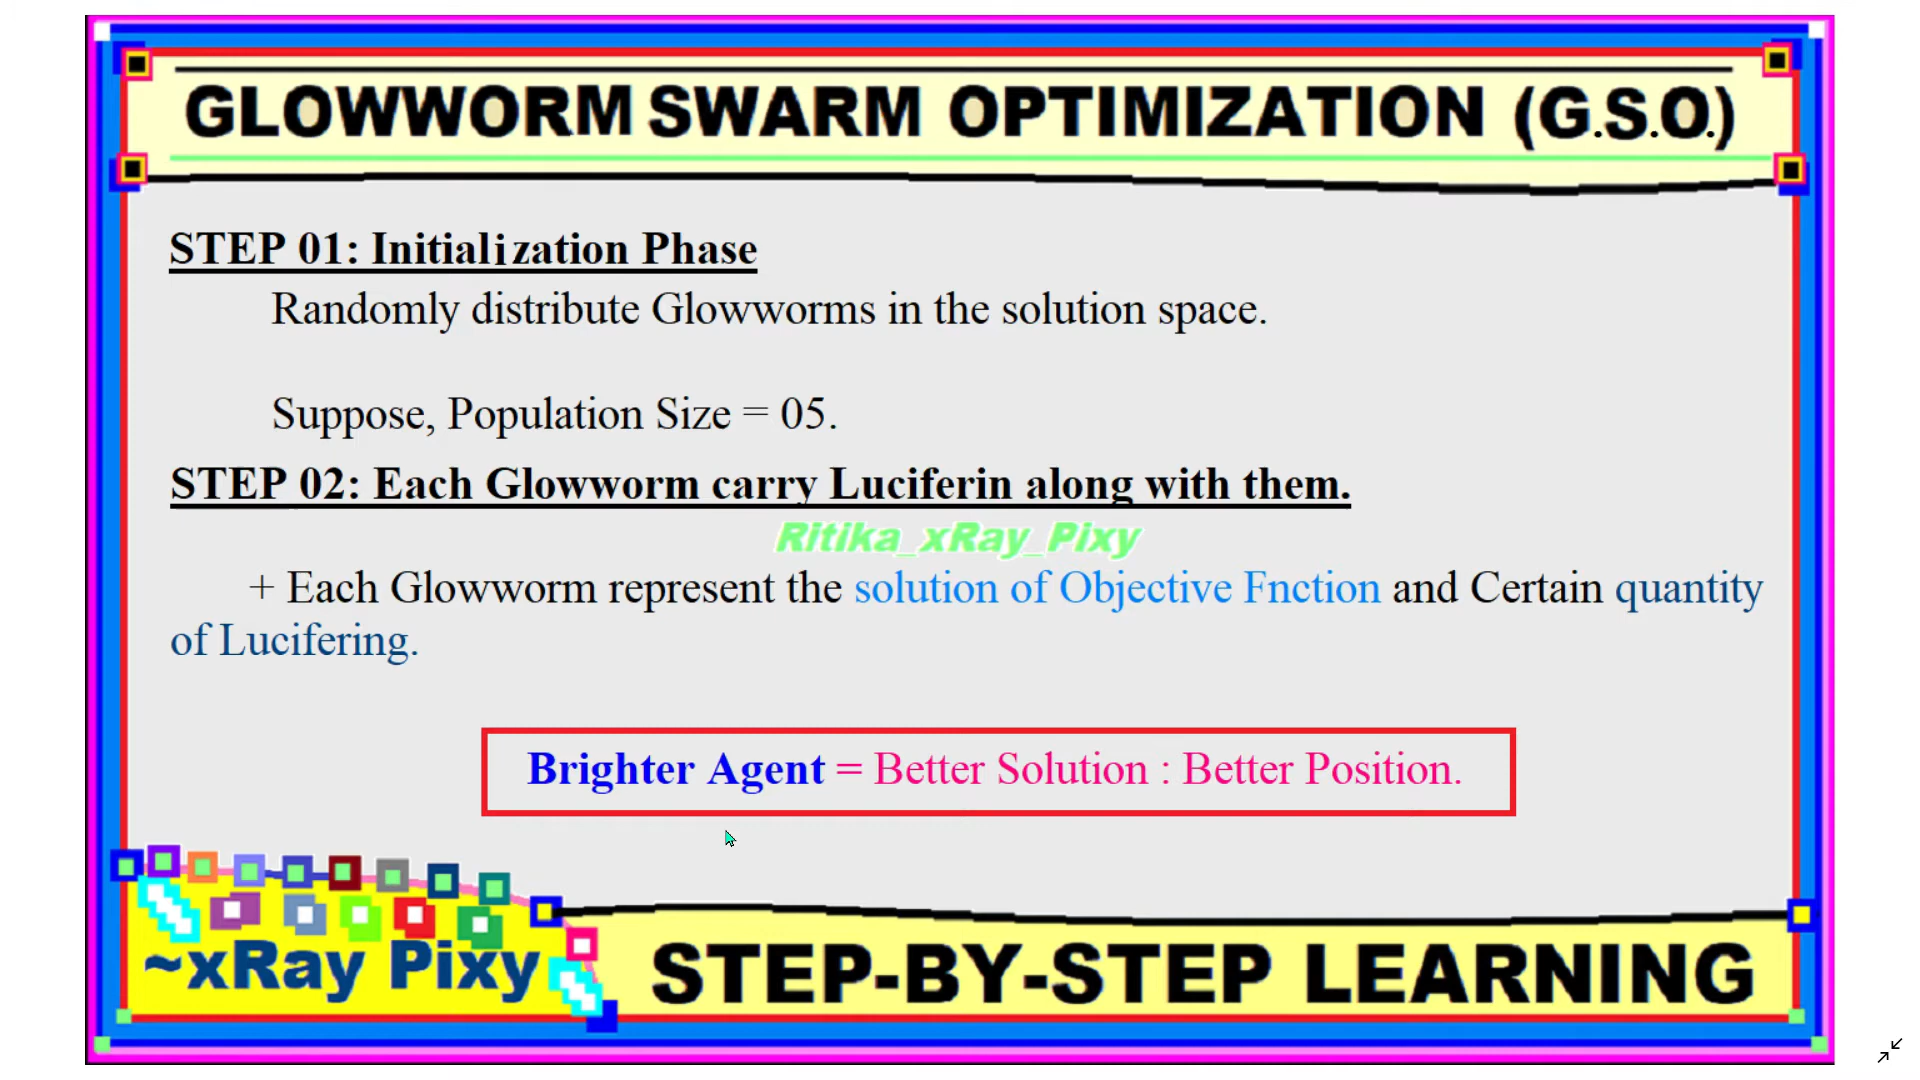 GLOWWORM SWARM OPTIMIZATION (G.S.O.)
STEP 01: Initialization Phase
Randomly distribute Glowworms in the solution space.
Suppose, Population Size = 05.
STEP 02: Each Glowworm carry Luciferin along with them.
Ritika_xRay_Pixy
+ Each Glowworm represent the solution of Objective Fnction and Certain quantity
of Lucifering.
Brighter Agent = Better Solution : Better Position.
~xRay Pixy
STEP-BY-STEP LEARNING